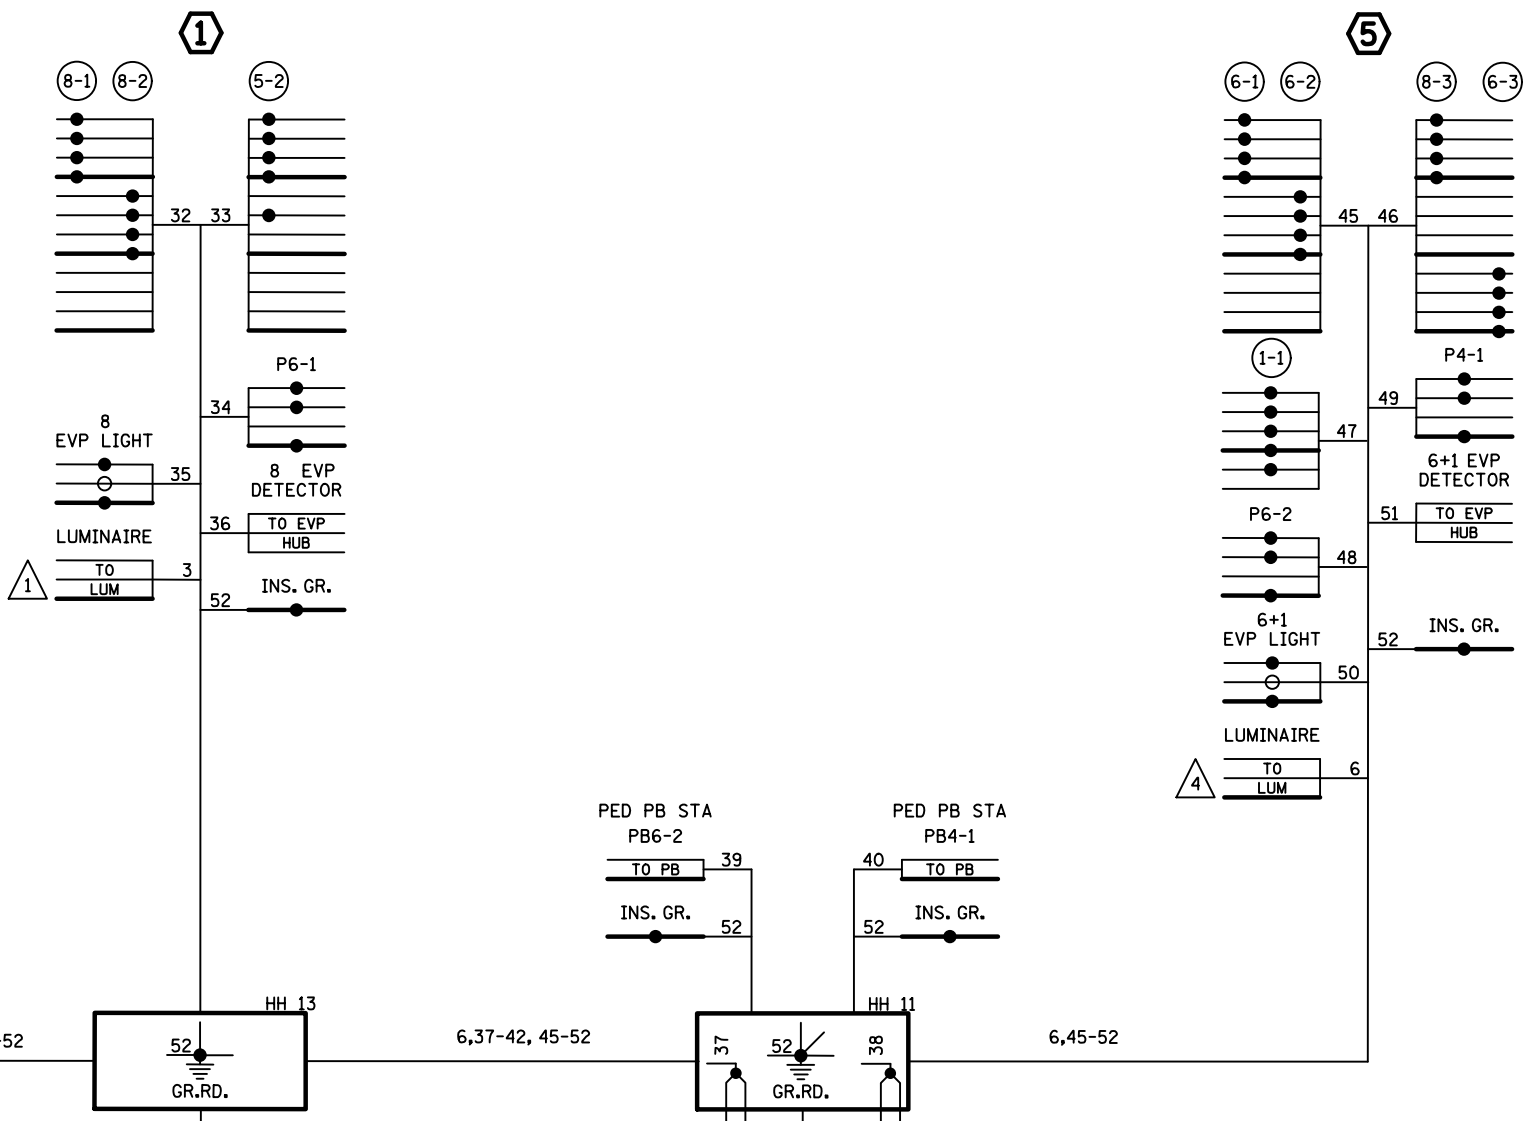 1
8-1 8-2 5-2
32 33
P6-1
34
8
EVP LIGHT
35
8 EVP
DETECTOR
36
TO EVP
HUB
LUMINAIRE
1
TO
LUM
3
INS. GR.
52
5
6-1 6-2 8-3 6-3
45 46
1-1
47
P4-1
49
6+1 EVP
DETECTOR
51
TO EVP
HUB
P6-2
48
6+1
EVP LIGHT
50
INS. GR.
52
LUMINAIRE
4
TO
LUM
6
PED PB STA
PB6-2
TO PB
39
INS. GR.
52
PED PB STA
PB4-1
40
TO PB
INS. GR.
52
-52
HH 13
52
GR.RD.
6,37-42, 45-52
HH 11
37
52
GR.RD.
38
6,45-52